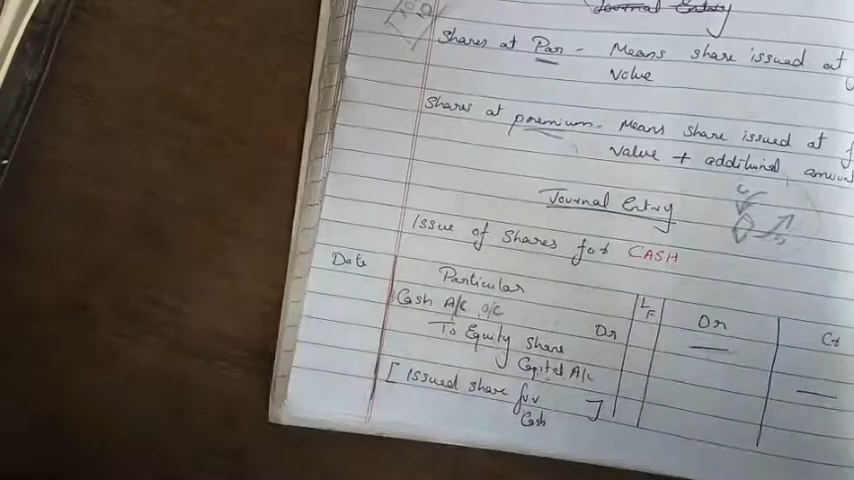 Journal Entry
Shares at Par - Means share issued at
Value
Shares at premium - Means Share issued at f
Value + additiunal amount
Journal Entry
Issue of Shares for CASH
Date Particular L F Dr Cr
Cash A/C a/c Dr
To Equity Share
Capital A/c
[ Issued share for
Cash ]